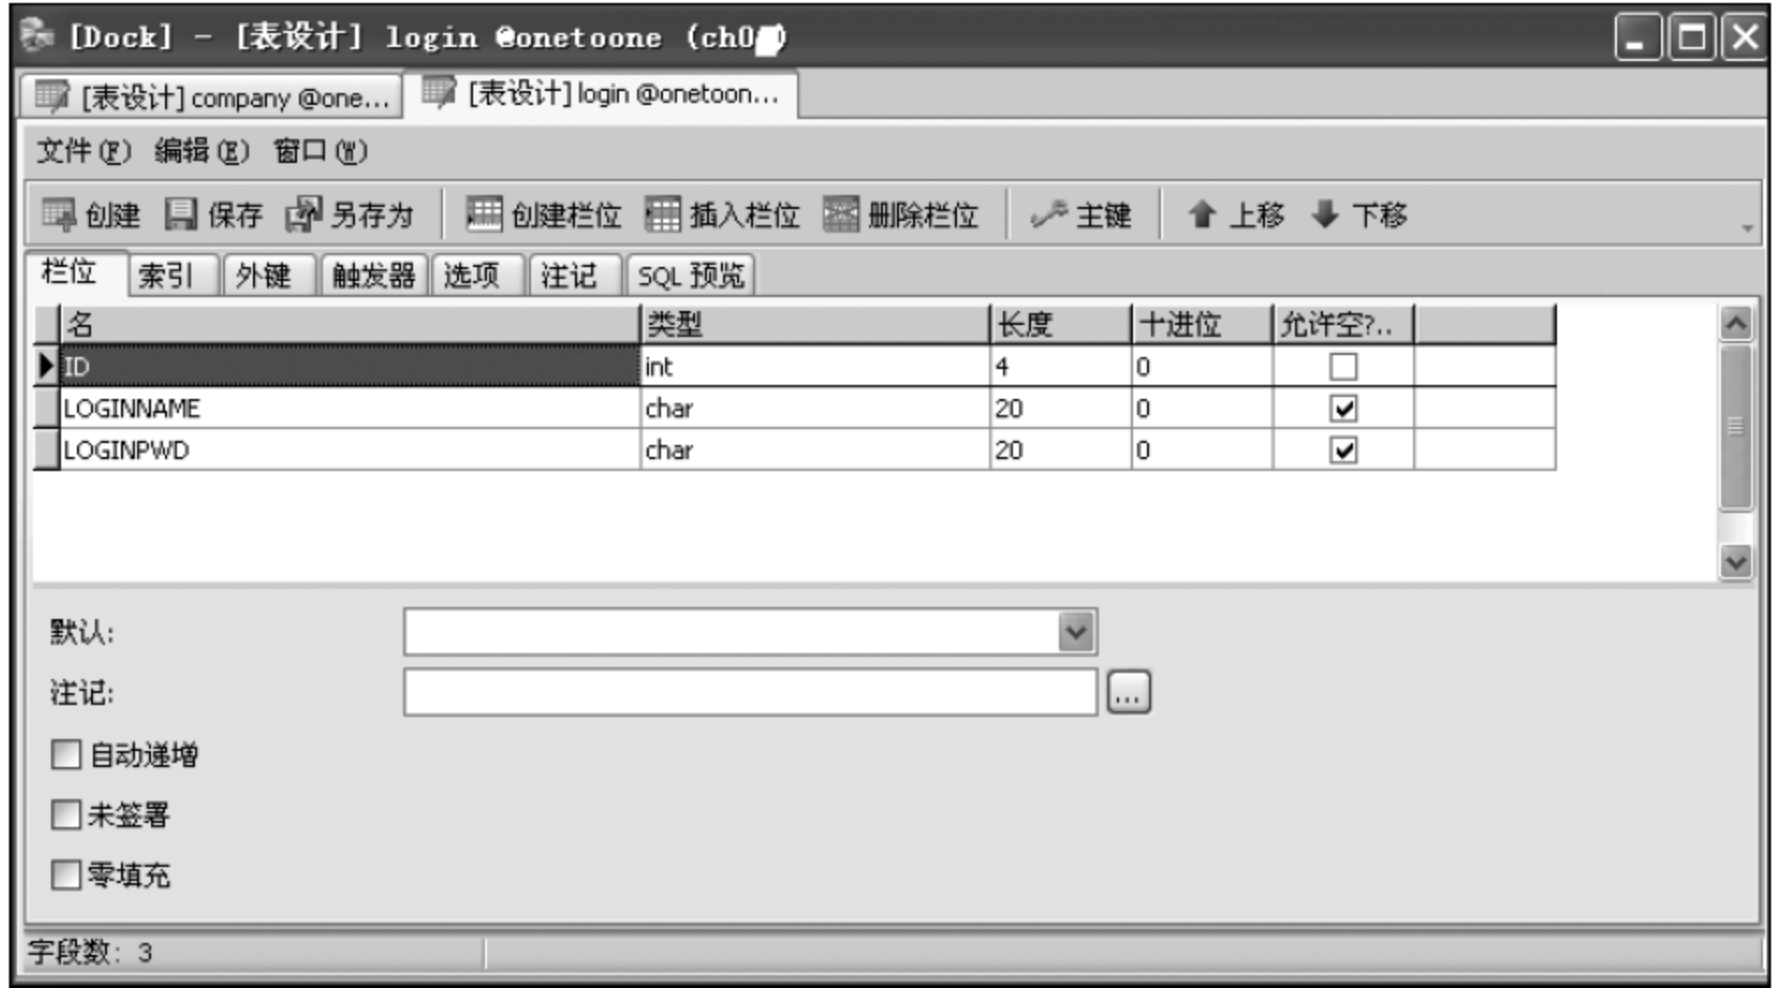 [Dock] - [表设计] login @onetoone (ch0
[表设计] company @one... [表设计] login @onetoon...
文件(F) 编辑(E) 窗口(W)
创建 保存 另存为 创建栏位 插入栏位 删除栏位 主键 上移 下移
栏位 索引 外键 触发器 选项 注记 SQL 预览
名 类型 长度 十进位 允许空?..
ID int 4 0
LOGINNAME char 20 0
LOGINPWD char 20 0
默认:
注记:
...
自动递增
未签署
零填充
字段数: 3